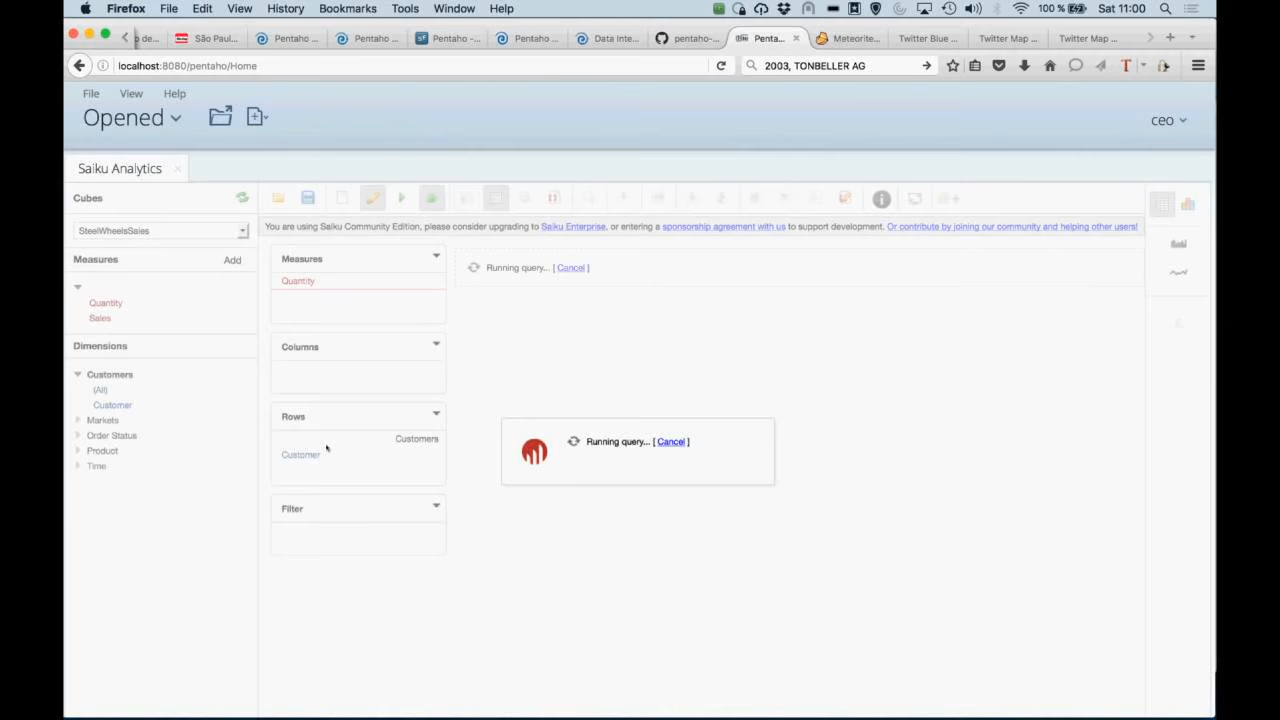 Firefox File Edit View History Bookmarks Tools Window Help 100 % Sat 11:00
o de... São Paul... Pentaho ... Pentaho ... Pentaho -... Pentaho ... Data Inte... pentaho-... Penta... Meteorite... Twitter Blue ... Twitter Map ... Twitter Map ...
localhost:8080/pentaho/Home 2003, TONBELLER AG
File View Help
Opened ceo
Saiku Analytics
Cubes
You are using Saiku Community Edition, please consider upgrading to Saiku Enterprise, or entering a sponsorship agreement with us to support development. Or contribute by joining our community and helping other users!
SteelWheelsSales
Measures Add
Quantity
Sales
Dimensions
Customers
(All)
Customer
Markets
Order Status
Product
Time
Measures
Quantity
Columns
Rows
Customers
Customer
Filter
Running query... [ Cancel ]
Running query... [ Cancel ]